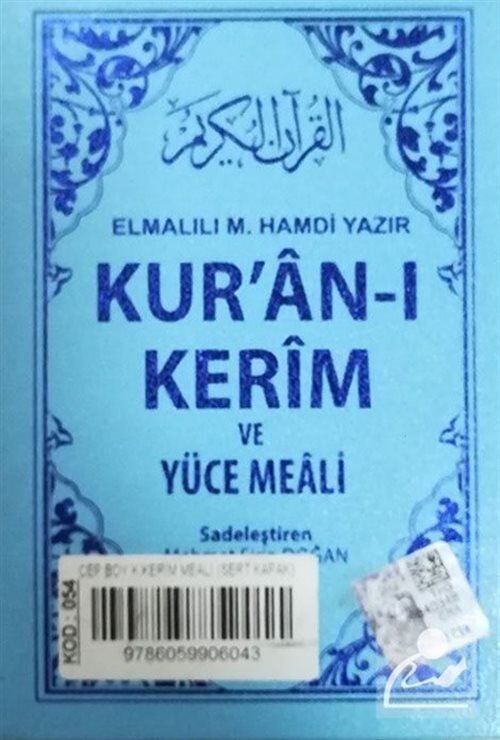 القرآن الكريم
ELMALILI M. HAMDİ YAZIR
KUR'ÂN-I
KERÎM
VE
YÜCE MEÂLİ
Sadeleştiren
DOĞAN
CEP BOY K.KERİM MEALİ (SERT KAPAK)
KOD : 054
9786059906043